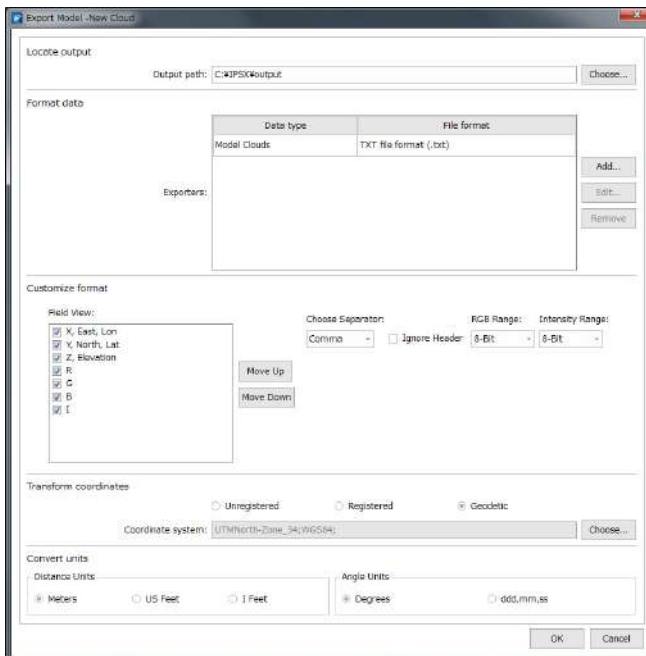 Export Model -New Cloud
Locate output
Output path: C:¥IPSX¥output Choose...
Format data
Data type File format
Model Clouds TXT file format (.txt)
Exporters:
Add...
Edit...
Remove
Customize format
Field View:
X, East, Lon
Y, North, Lat
Z, Elevation
R
G
B
I
Move Up
Move Down
Choose Separator: RGB Range: Intensity Range:
Comma Ignore Header 8-Bit 8-Bit
Transform coordinates
Unregistered Registered Geodetic
Coordinate system: UTMNorth-Zone_54;WGS84; Choose...
Convert units
Distance Units Angle Units
Meters US Feet I Feet Degrees ddd.mm.ss
OK Cancel